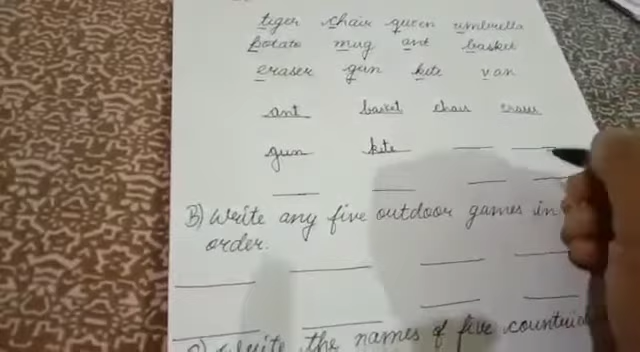 tiger chair queen umbrella
Potato mug ant basket
eraser gun kite van
ant basket chair eraser
gun kite
B) Write any five outdoor games in
order.
Write the names of five countries